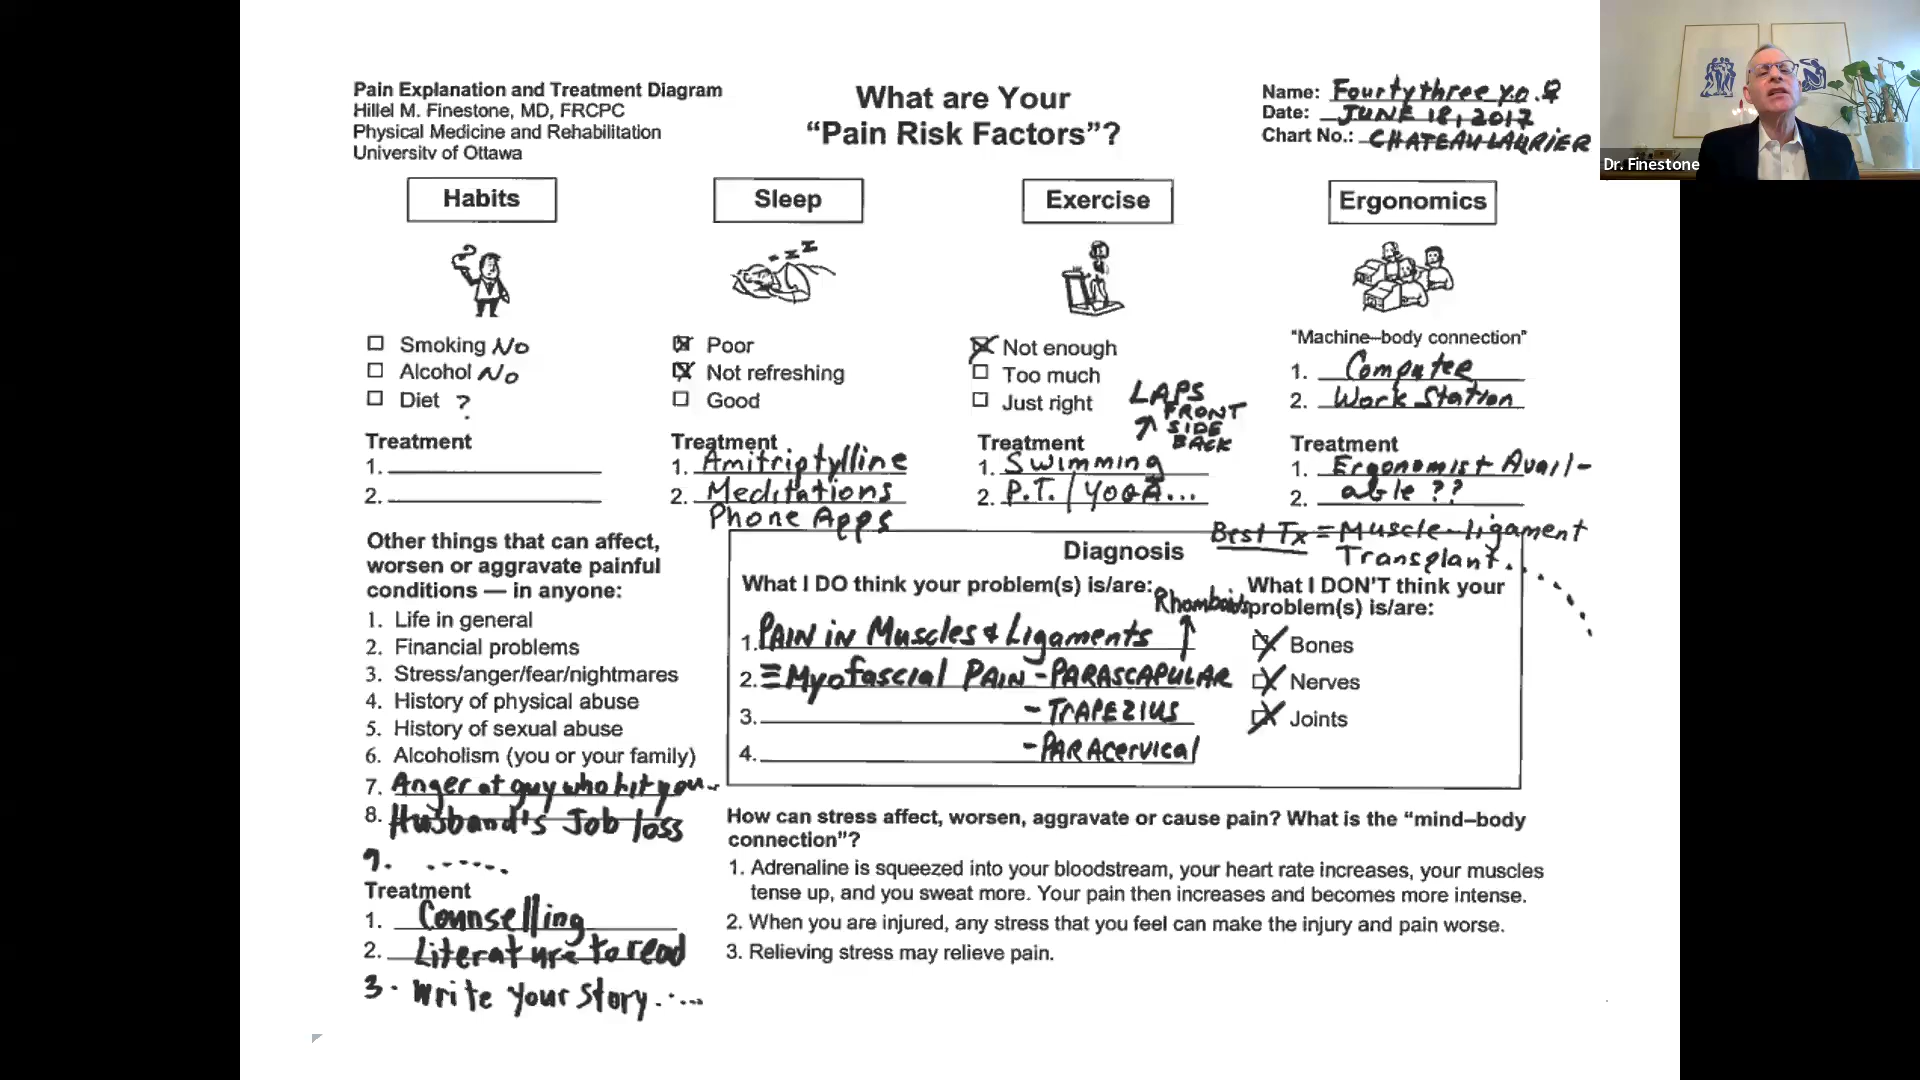 Pain Explanation and Treatment Diagram
Hillel M. Finestone, MD, FRCPC
Physical Medicine and Rehabilitation
University of Ottawa
What are Your
“Pain Risk Factors”?
Name: Fourtythree y.o. ♀
Date: JUNE 18, 2017
Chart No.: CHATEAU LAURIER
Dr. Finestone
Habits
Smoking No
Alcohol No
Diet ?
Treatment
1.
2.
Sleep
Poor
Not refreshing
Good
Treatment
1. Amitriptylline
2. Meditations
Phone Apps
Exercise
Not enough
Too much
Just right
LAPS
↑ FRONT
SIDE
BACK
Treatment
1. Swimming
2. P.T. / YOGA...
Ergonomics
“Machine–body connection”
1. Computer
2. Work Station
Treatment
1. Ergonomist Avail-
2. able ??
Best Tx = Muscle-ligament
Transplant.....
Other things that can affect,
worsen or aggravate painful
conditions — in anyone:
1. Life in general
2. Financial problems
3. Stress/anger/fear/nightmares
4. History of physical abuse
5. History of sexual abuse
6. Alcoholism (you or your family)
7. Anger at guy who hit you..
8. Husband's Job loss
9. ......
Treatment
1. Counselling
2. Literature to read
3. Write your story.....
Diagnosis
What I DO think your problem(s) is/are:
Rhomboids
1. PAIN in Muscles & Ligaments ↑
2. ≡ Myofascial PAIN - PARASCAPULAR
3. - TRAPEZIUS
4. - PARAcervical
What I DON'T think your
problem(s) is/are:
Bones
Nerves
Joints
How can stress affect, worsen, aggravate or cause pain? What is the “mind–body
connection”?
1. Adrenaline is squeezed into your bloodstream, your heart rate increases, your muscles
tense up, and you sweat more. Your pain then increases and becomes more intense.
2. When you are injured, any stress that you feel can make the injury and pain worse.
3. Relieving stress may relieve pain.